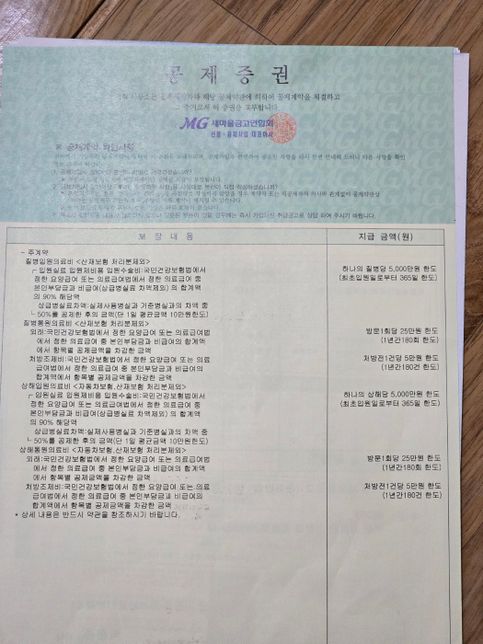 공제증권
그 증거로서 이 증권을 교부합니다.
MG 새마을금고연합회
신용·공제사업 대표이사
보 장 내 용
지급 금액(원)
- 주계약
질병입원의료비 <산재보험 처리분제외>
하나의 질병당 5,000만원 한도
┌ 입원실료 입원제비용 입원수술비:국민건강보험법에서
(최초입원일로부터 365일 한도)
정한 요양급여 또는 의료급여법에서 정한 의료급여 중
본인부담금과 비급여(상급병실료 차액제외)의 합계액
의 90% 해당액
상급병실료차액:실제사용병실과 기준병실과의 차액 중
└ 50%를 공제한 후의 금액(단 1일 평균금액 10만원한도)
질병통원의료비 <산재보험 처리분제외>
외래:국민건강보험법에서 정한 요양급여 또는 의료급여법
방문1회당 25만원 한도
에서 정한 의료급여 중 본인부담금과 비급여의 합계액
(1년간180회 한도)
에서 항목별 공제금액을 차감한 금액
처방조제비:국민건강보험법에서 정한 요양급여 또는 의료
처방전1건당 5만원 한도
급여법에서 정한 의료급여 중 본인부담금과 비급여의
(1년간180건 한도)
합계액에서 항목별 공제금액을 차감한 금액
상해입원의료비 <자동차보험,산재보험 처리분제외>
하나의 상해당 5,000만원 한도
┌ 입원실료 입원제비용 입원수술비:국민건강보험법에서
(최초입원일로부터 365일 한도)
정한 요양급여 또는 의료급여법에서 정한 의료급여 중
본인부담금과 비급여(상급병실료 차액제외)의 합계액
의 90% 해당액
상급병실료차액:실제사용병실과 기준병실과의 차액 중
└ 50%를 공제한 후의 금액(단 1일 평균금액 10만원한도)
상해통원의료비 <자동차보험,산재보험 처리분제외>
외래:국민건강보험법에서 정한 요양급여 또는 의료급여법
방문1회당 25만원 한도
에서 정한 의료급여 중 본인부담금과 비급여의 합계액
(1년간180회 한도)
에서 항목별 공제금액을 차감한 금액
처방조제비:국민건강보험법에서 정한 요양급여 또는 의료
처방전1건당 5만원 한도
급여법에서 정한 의료급여 중 본인부담금과 비급여의
(1년간180건 한도)
합계액에서 항목별 공제금액을 차감한 금액
* 상세 내용은 반드시 약관을 참조하시기 바랍니다.